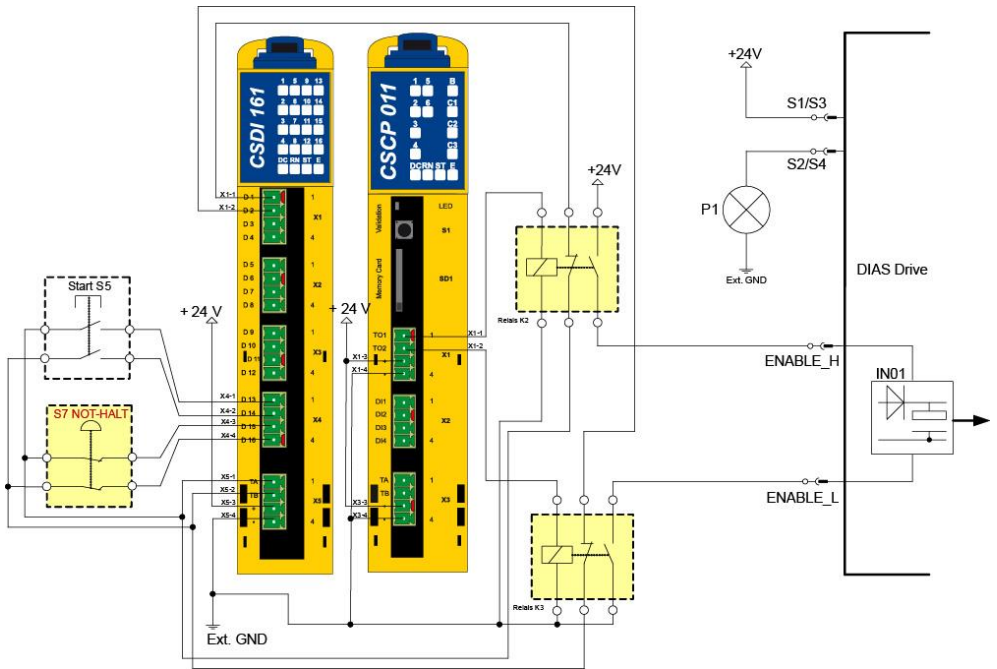 CSDI 161
1 5 9 13
2 6 10 14
3 7 11 15
4 8 12 16
DC RN ST E
CSCP 011
1 5 B
2 6 C1
3 C2
4 C3
DC RN ST E
X1-1
X1-2
D 1
D 2
D 3
D 4
1
X1
4
D 5
D 6
D 7
D 8
X2
D 9
D 10
D 11
D 12
X3
X4-1
X4-2
X4-3
X4-4
D 13
D 14
D 15
D 16
1
X4
4
X5-1
X5-2
X5-3
X5-4
TA
TB
+
-
1
X5
4
Validation
LED
S1
Memory Card
SD1
+ 24 V
+ 24 V
X1-3
X1-4
TO1
TO2
+
-
1
X1
4
X1-1
X1-2
DI1
DI2
DI3
DI4
1
X2
4
X3-3
X3-4
TA
TB
+
-
1
X3
4
Start S5
S7 NOT-HALT
Ext. GND
+24V
Relais K2
Relais K3
+24V
S1/S3
S2/S4
P1
Ext. GND
DIAS Drive
ENABLE_H
IN01
ENABLE_L